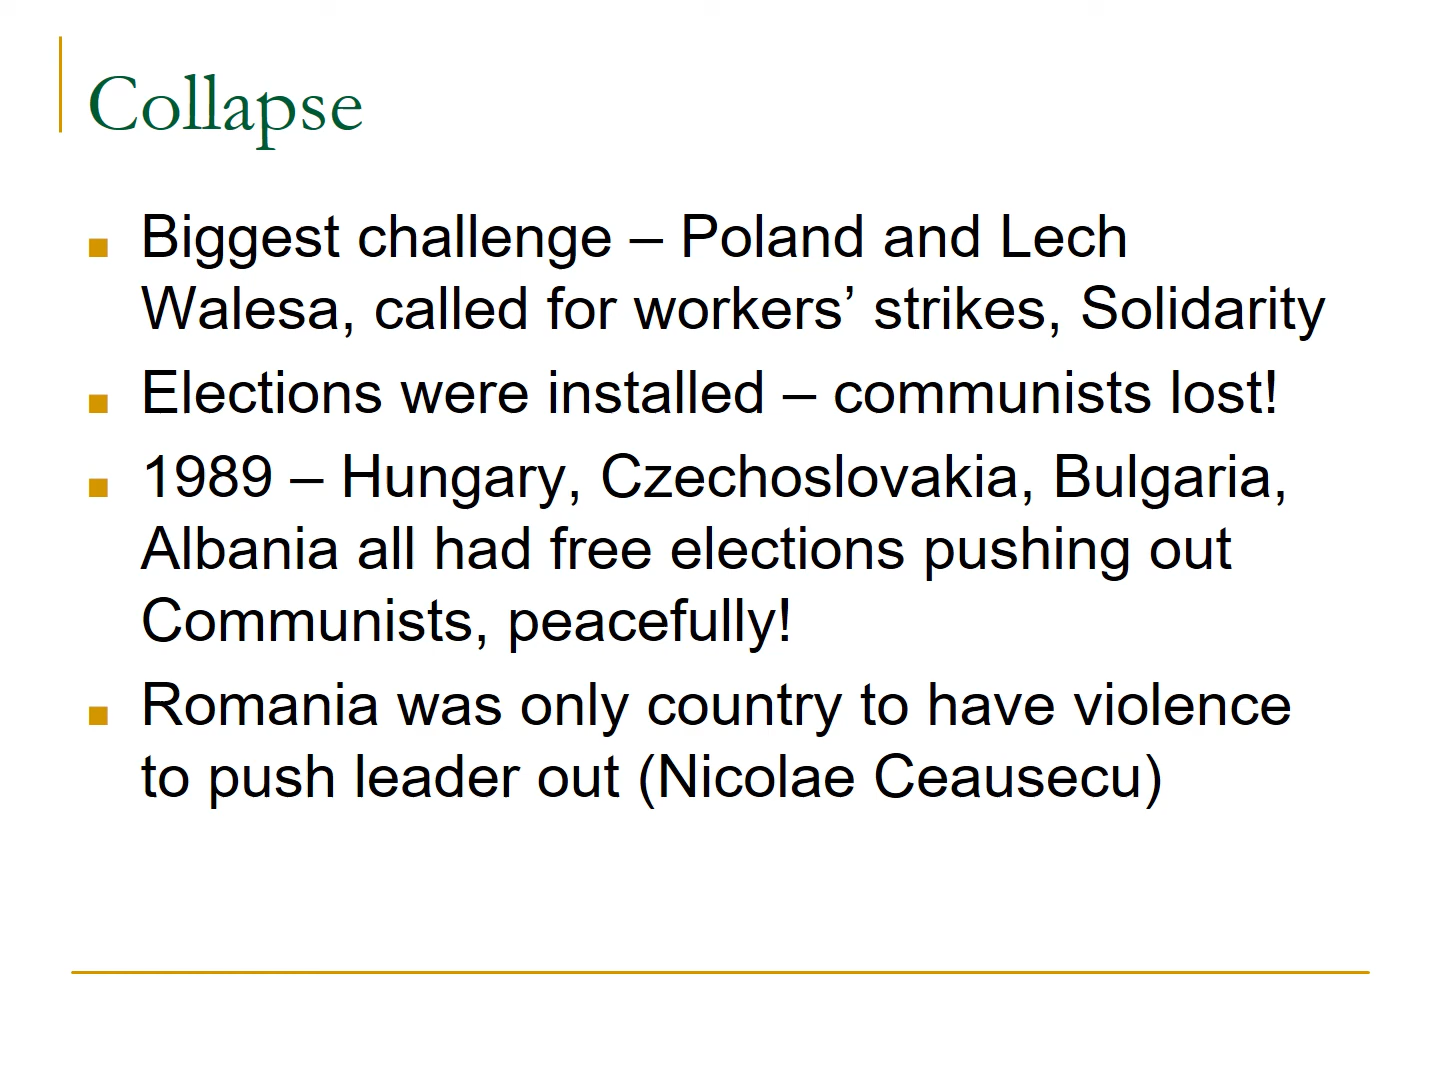 Collapse
Biggest challenge – Poland and Lech
Walesa, called for workers’ strikes, Solidarity
Elections were installed – communists lost!
1989 – Hungary, Czechoslovakia, Bulgaria,
Albania all had free elections pushing out
Communists, peacefully!
Romania was only country to have violence
to push leader out (Nicolae Ceausecu)